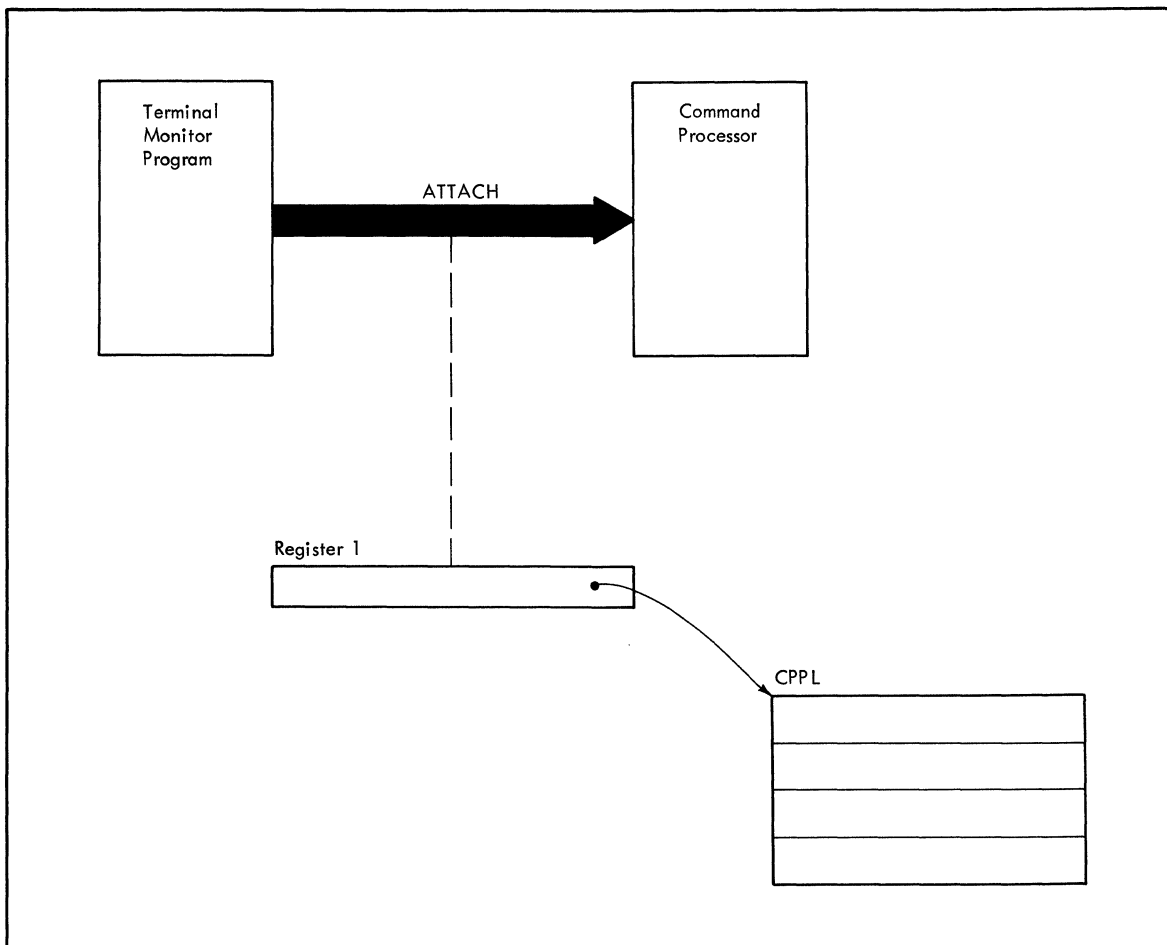 Terminal
Monitor
Program
Command
Processor
ATTACH
Register 1
CPPL